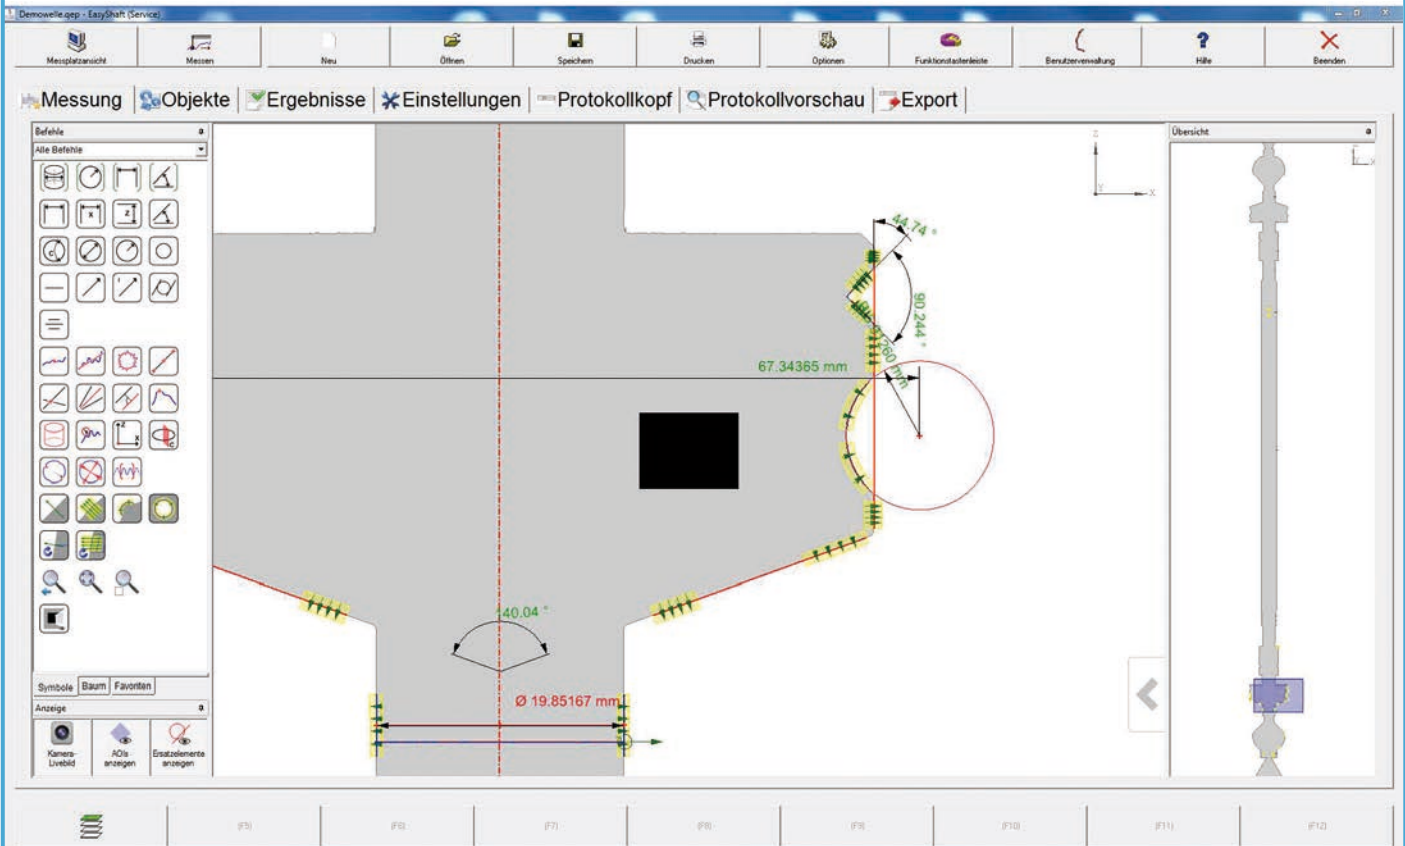 Demowelle.qep - EasyShaft (Service)
Messplatzansicht
Messen
Neu
Öffnen
Speichern
Drucken
Optionen
Funktionstastenleiste
Benutzerverwaltung
Hilfe
Beenden
Messung
Objekte
Ergebnisse
Einstellungen
Protokollkopf
Protokollvorschau
Export
Befehle
Alle Befehle
Symbole
Baum
Favoriten
Anzeige
Kamera-
Livebild
AOIs
anzeigen
Ersatzelemente
anzeigen
Z
Y
X
44.74 °
90.244 °
67.34365 mm
40.04 °
Ø 19.85167 mm
Übersicht
(F5)
(F6)
(F7)
(F8)
(F9)
(F10)
(F11)
(F12)